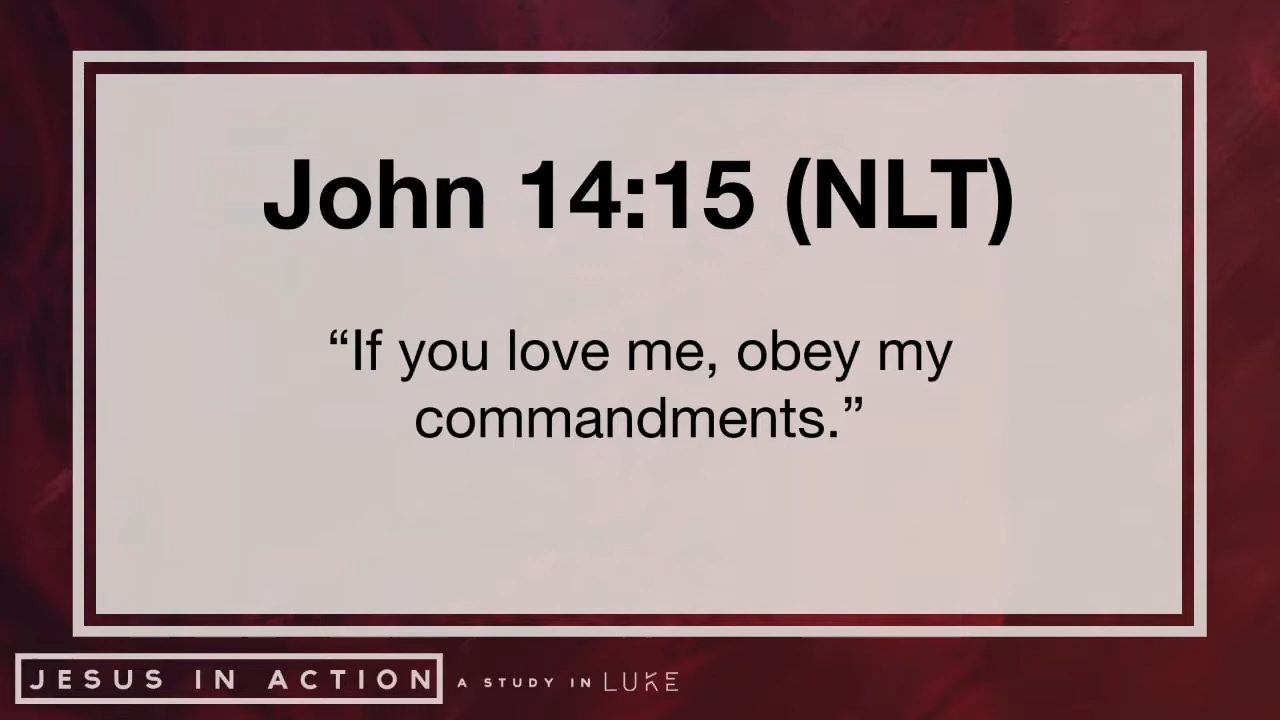 John 14:15 (NLT)
“If you love me, obey my
commandments.”
JESUS IN ACTION A STUDY IN LUKE